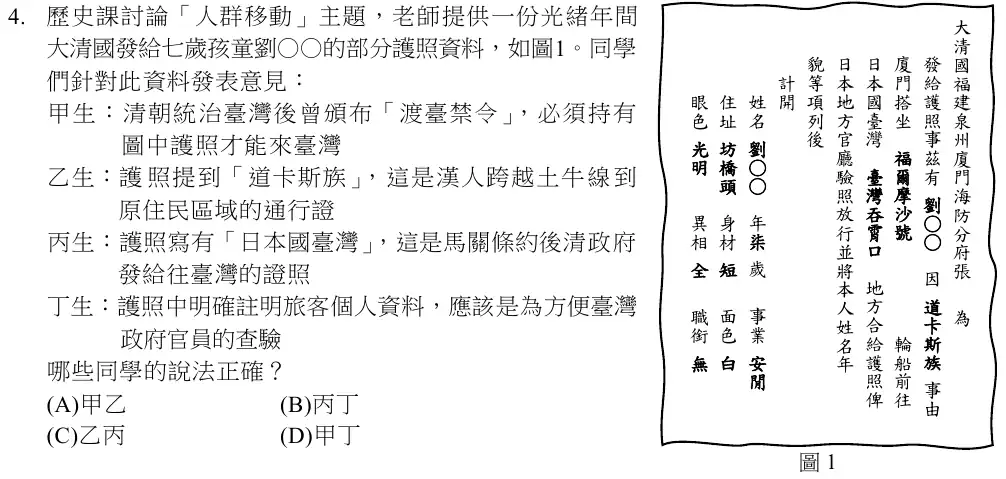 4. 歷史課討論「人群移動」主題，老師提供一份光緒年間
大清國發給七歲孩童劉○○的部分護照資料，如圖1。同學
們針對此資料發表意見：
甲生：清朝統治臺灣後曾頒布「渡臺禁令」，必須持有
圖中護照才能來臺灣
乙生：護照提到「道卡斯族」，這是漢人跨越土牛線到
原住民區域的通行證
丙生：護照寫有「日本國臺灣」，這是馬關條約後清政府
發給往臺灣的證照
丁生：護照中明確註明旅客個人資料，應該是為方便臺灣
政府官員的查驗
哪些同學的說法正確？
(A)甲乙 (B)丙丁
(C)乙丙 (D)甲丁
大清國福建泉州廈門海防分府張 為
發給護照事茲有 劉○○ 因 道卡斯族 事由
廈門搭坐 福爾摩沙號 輪船前往
日本國臺灣 臺灣吞霄口 地方合給護照俾
日本地方官廳驗照放行並將本人姓名年
貌等項列後
計開
姓名 劉○○ 年柒歲 事業 安閒
住址 坊橋頭 身材 短 面色 白
眼色 光明 異相 全 職銜 無
圖 1